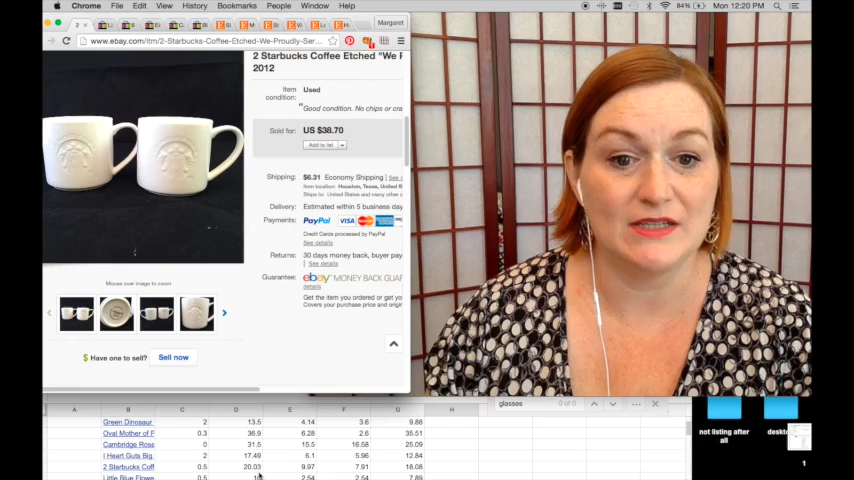 Chrome File Edit View History Bookmarks People Window Help 84% Mon 12:20 PM
Margaret
www.ebay.com/itm/2-Starbucks-Coffee-Etched-We-Proudly-Ser...
2 Starbucks Coffee Etched "We P
2012
Item condition: Used
"Good condition. No chips or cra
Sold for: US $38.70
Add to list
Shipping: $6.31 Economy Shipping | See
Item location: Houston, Texas, United S
Ships to: United States and many other c
Delivery: Estimated within 5 business day
Payments: PayPal VISA MasterCard
Credit Cards processed by PayPal
See details
Returns: 30 days money back, buyer pay
| See details
Guarantee: ebay MONEY BACK GUAR
details
Get the item you ordered or get yo
Covers your purchase price and origin
Mouse over image to zoom
$ Have one to sell? Sell now
glasses 0 of 0
A B C D E F G H
Green Dinosaur 2 13.5 4.14 3.6 9.88
Oval Mother of P 0.3 36.9 6.28 2.6 35.51
Cambridge Rose 0 31.5 15.5 16.58 25.09
I Heart Guts Big 2 17.49 6.1 5.96 12.84
2 Starbucks Coff 0.5 20.03 9.97 7.91 18.08
Little Blue Flowe 0.5 2.54 2.54 7.89
not listing after all
deskto
1